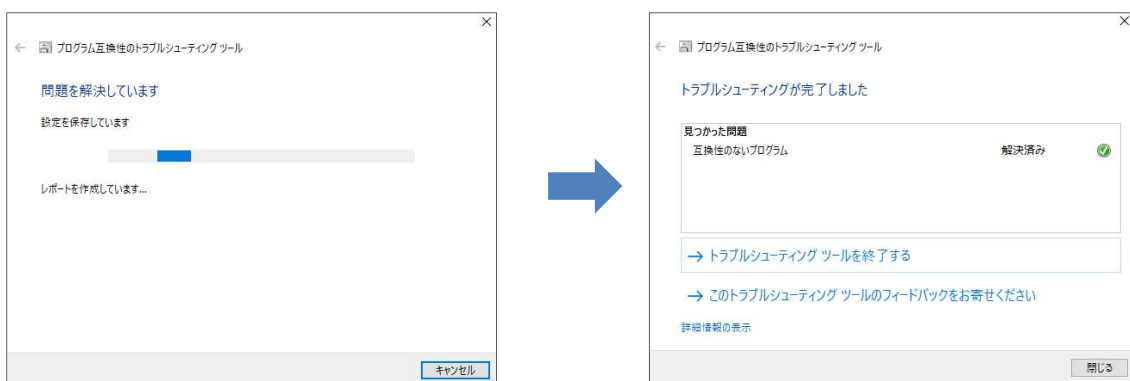 プログラム互換性のトラブルシューティング ツール
問題を解決しています
設定を保存しています
レポートを作成しています...
キャンセル
プログラム互換性のトラブルシューティング ツール
トラブルシューティングが完了しました
見つかった問題
互換性のないプログラム 解決済み
→ トラブルシューティング ツールを終了する
→ このトラブルシューティング ツールのフィードバックをお寄せください
詳細情報の表示
閉じる